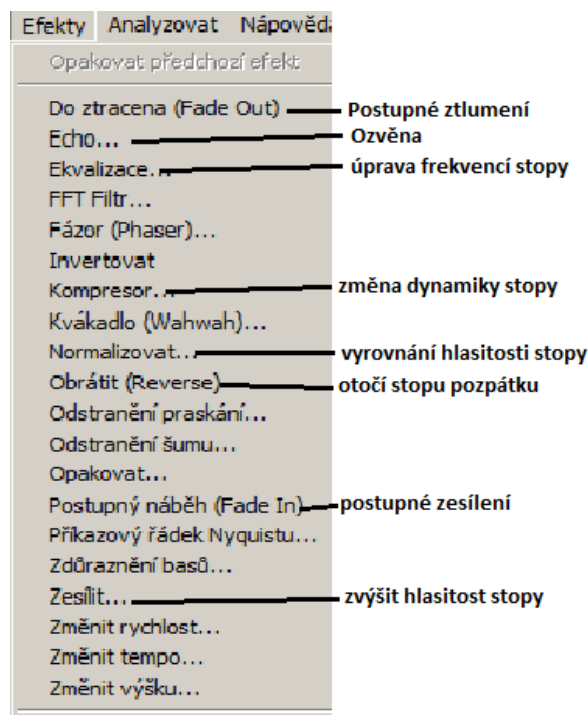 Efekty Analyzovat Nápověda
Opakovat předchozí efekt
Do ztracena (Fade Out) Postupné ztlumení
Echo... Ozvěna
Ekvalizace... úprava frekvencí stopy
FFT Filtr...
Fázor (Phaser)...
Invertovat
Kompresor... změna dynamiky stopy
Kvákadlo (Wahwah)...
Normalizovat... vyrovnání hlasitosti stopy
Obrátit (Reverse) otočí stopu pozpátku
Odstranění praskání...
Odstranění šumu...
Opakovat...
Postupný náběh (Fade In) postupné zesílení
Příkazový řádek Nyquistu...
Zdůraznění basů...
Zesílit... zvýšit hlasitost stopy
Změnit rychlost...
Změnit tempo...
Změnit výšku...